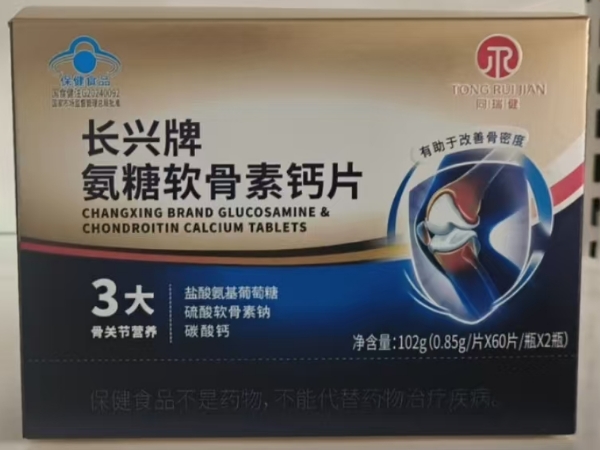 保健食品
国食健注G20240092
国家市场监督管理总局批准
TONG RUI JIAN
同瑞健
长兴牌
氨糖软骨素钙片
CHANGXING BRAND GLUCOSAMINE &
CHONDROITIN CALCIUM TABLETS
有助于改善骨密度
3大
骨关节营养
盐酸氨基葡萄糖
硫酸软骨素钠
碳酸钙
净含量:102g(0.85g/片X60片/瓶X2瓶)
保健食品不是药物,不能代替药物治疗疾病。